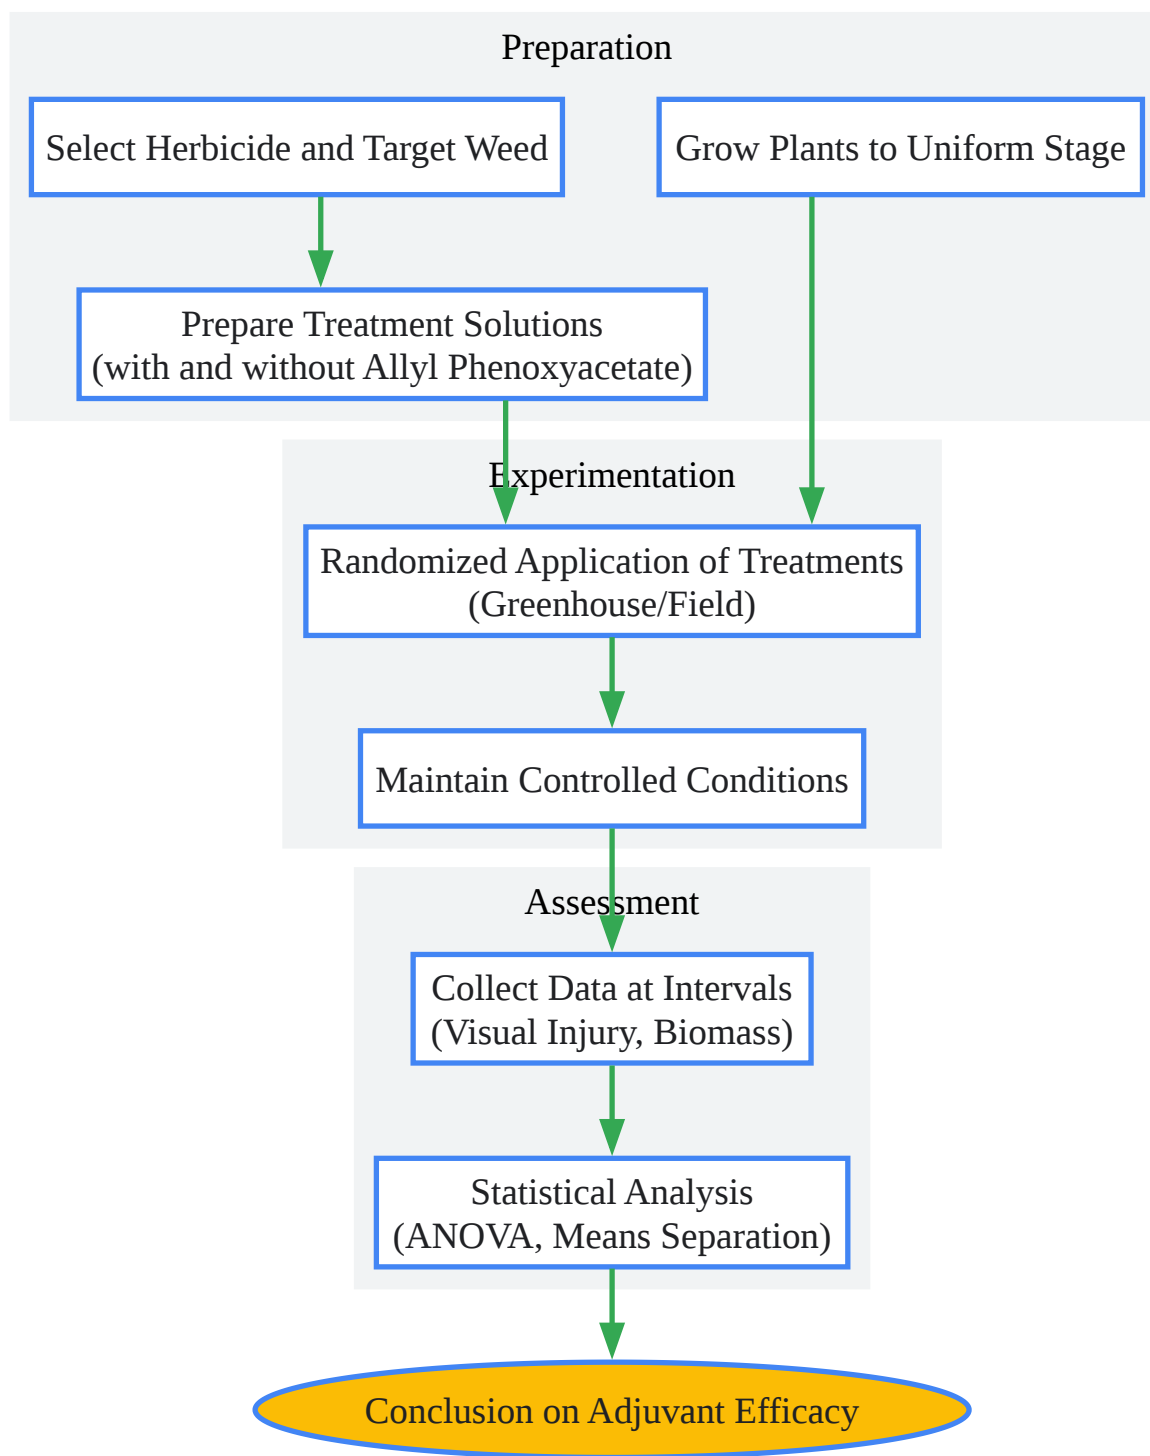 Preparation
Select Herbicide and Target Weed
Grow Plants to Uniform Stage
Prepare Treatment Solutions
(with and without Allyl Phenoxyacetate)
Experimentation
Randomized Application of Treatments
(Greenhouse/Field)
Maintain Controlled Conditions
Assessment
Collect Data at Intervals
(Visual Injury, Biomass)
Statistical Analysis
(ANOVA, Means Separation)
Conclusion on Adjuvant Efficacy